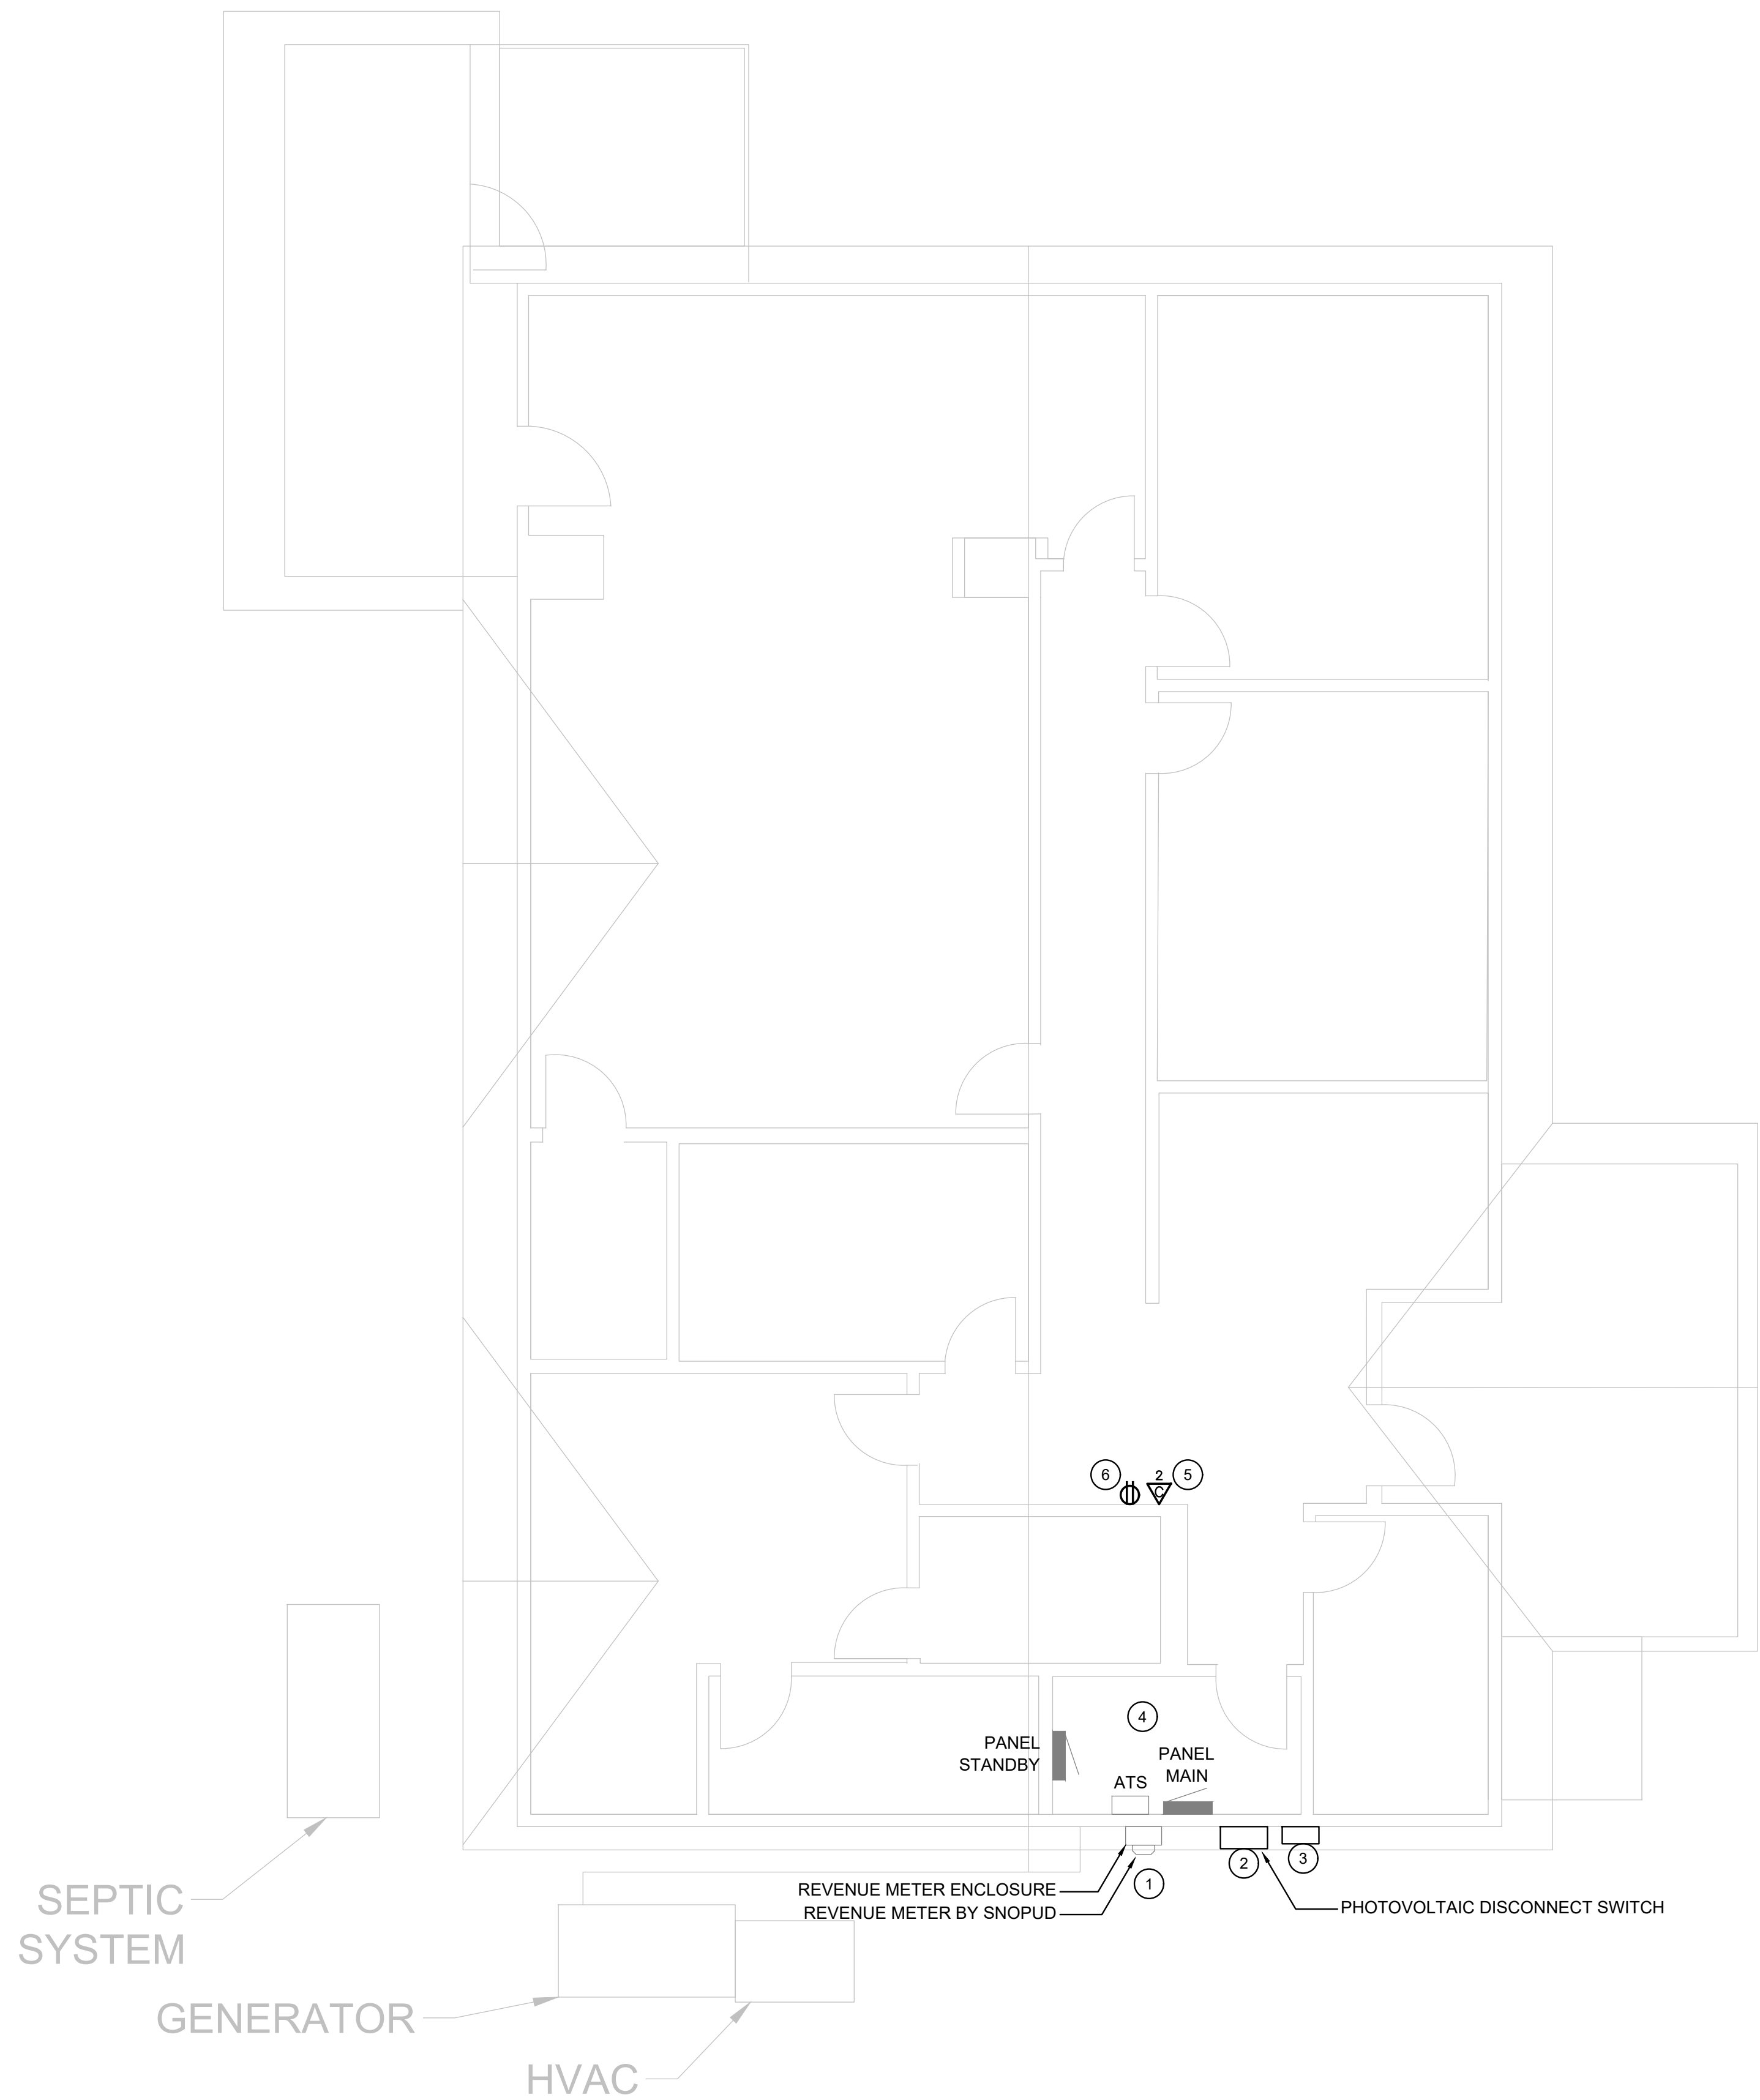 6
2
5
C
4
PANEL
STANDBY
PANEL
MAIN
ATS
2
3
1
REVENUE METER ENCLOSURE
REVENUE METER BY SNOPUD
PHOTOVOLTAIC DISCONNECT SWITCH
SEPTIC
SYSTEM
GENERATOR
HVAC